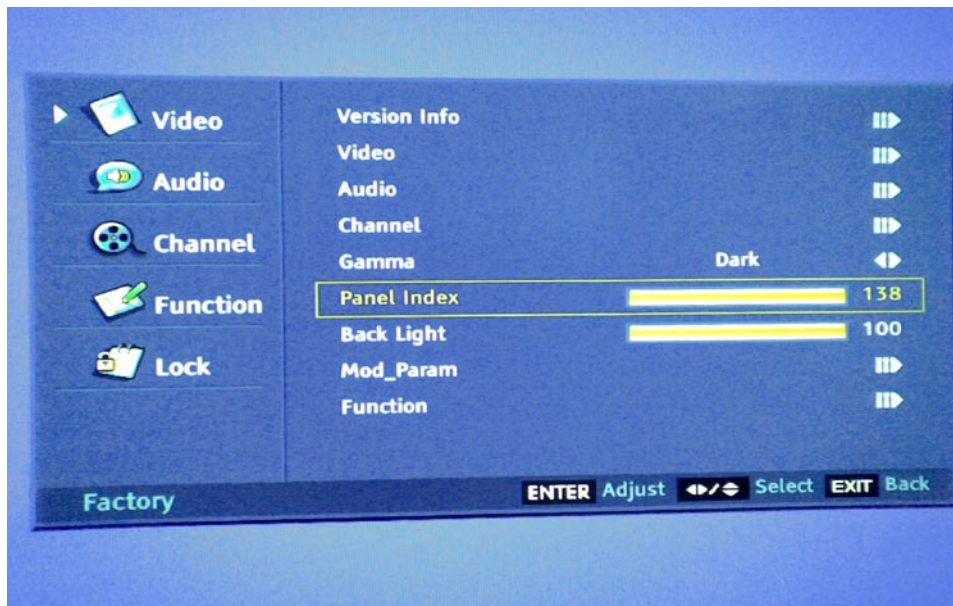 Video
Audio
Channel
Function
Lock
Version Info
Video
Audio
Channel
Gamma Dark
Panel Index 138
Back Light 100
Mod_Param
Function
Factory
ENTER Adjust Select EXIT Back